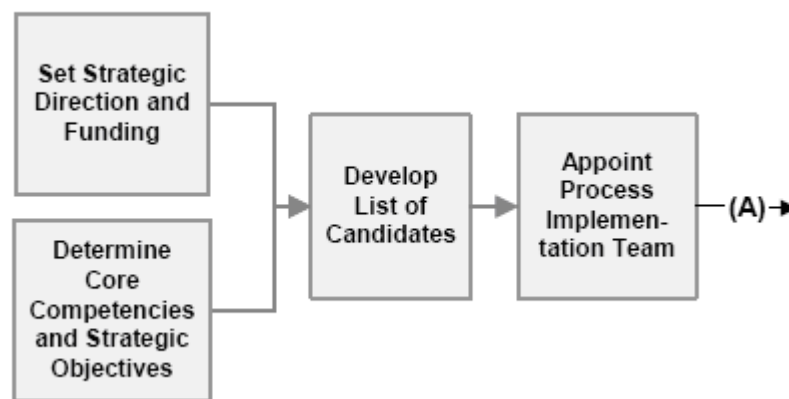 Set Strategic
Direction and
Funding
Determine
Core
Competencies
and Strategic
Objectives
Develop
List of
Candidates
Appoint
Process
Implemen-
tation Team
(A)